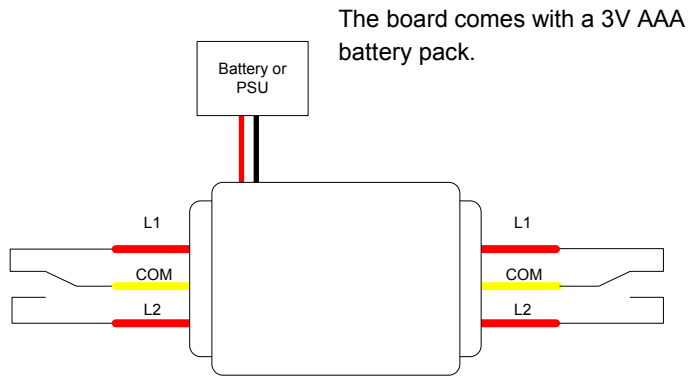 The board comes with a 3V AAA
battery pack.
Battery or
PSU
L1
L1
COM
COM
L2
L2